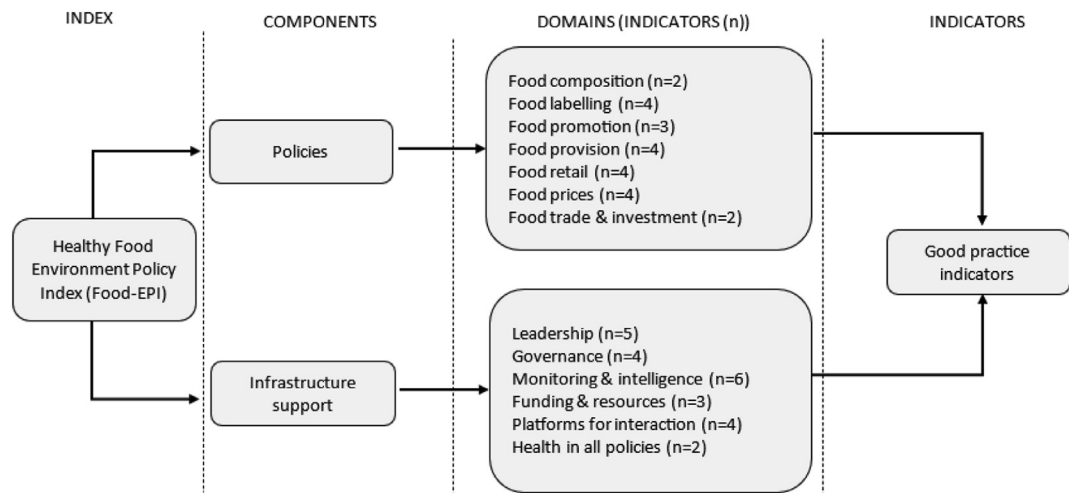 INDEX
COMPONENTS
DOMAINS (INDICATORS (n))
INDICATORS
Healthy Food
Environment Policy
Index (Food-EPI)
Policies
Infrastructure
support
Food composition (n=2)
Food labelling (n=4)
Food promotion (n=3)
Food provision (n=4)
Food retail (n=4)
Food prices (n=4)
Food trade & investment (n=2)
Leadership (n=5)
Governance (n=4)
Monitoring & intelligence (n=6)
Funding & resources (n=3)
Platforms for interaction (n=4)
Health in all policies (n=2)
Good practice
indicators